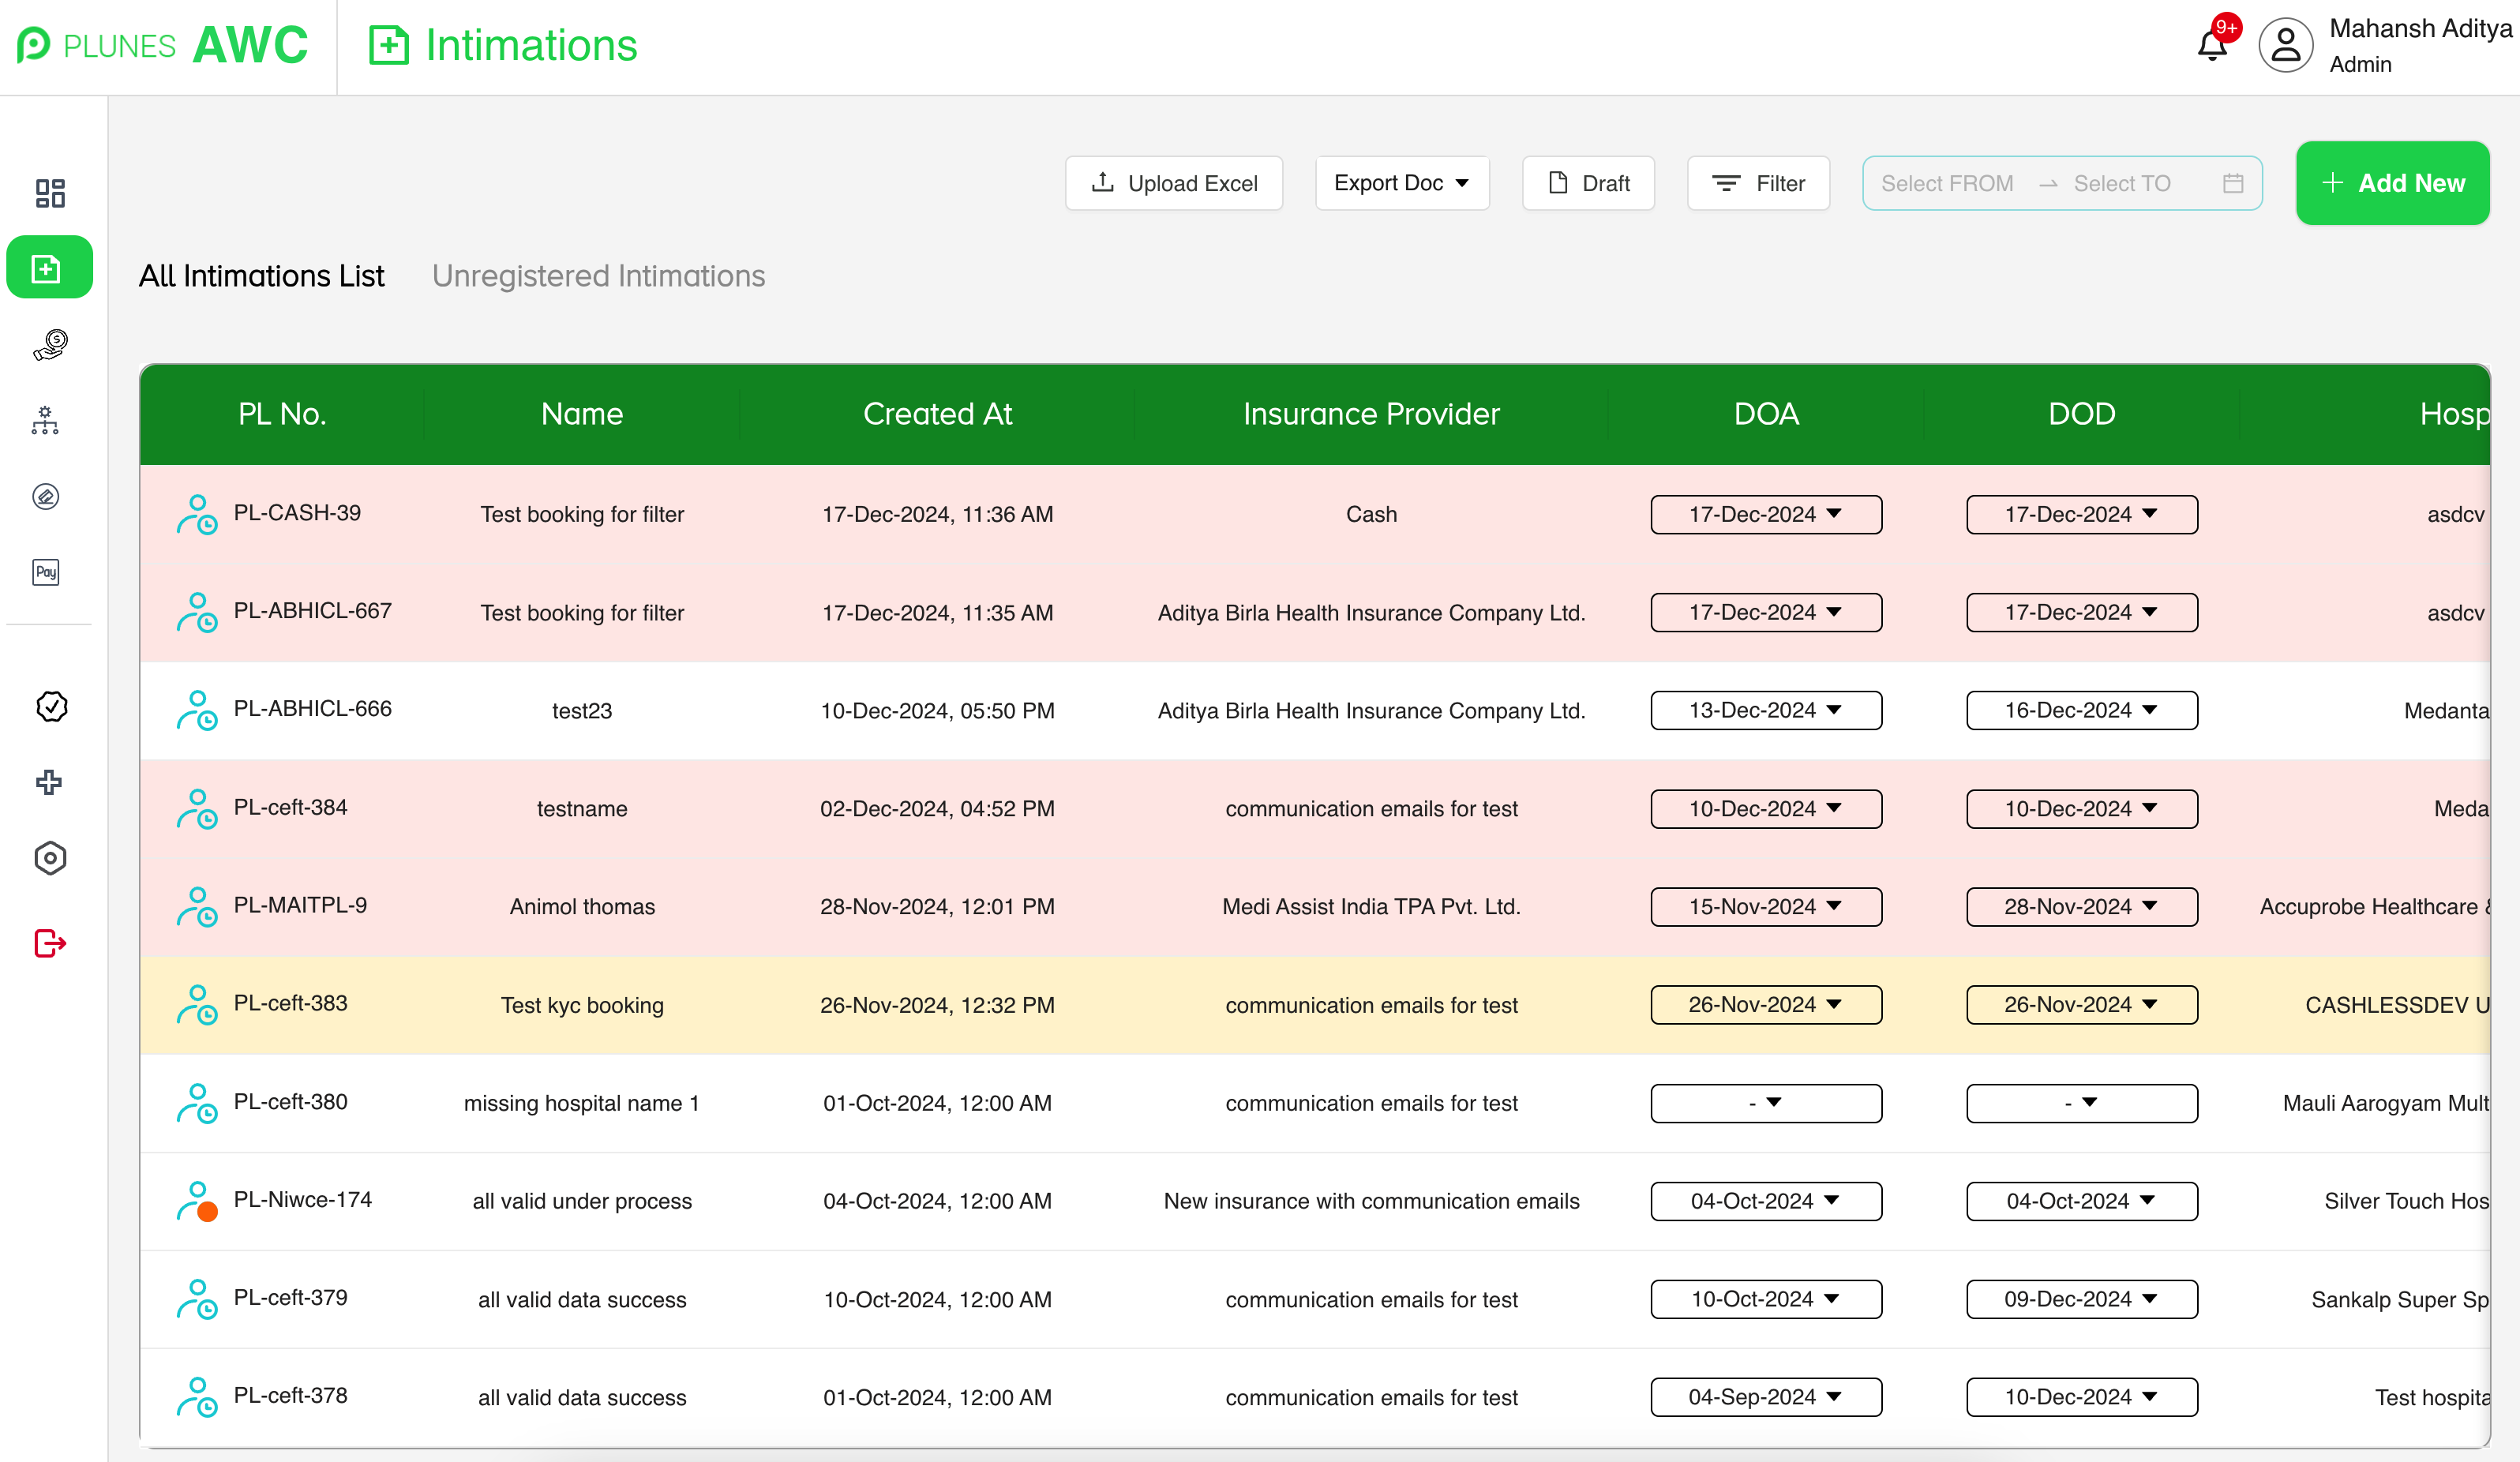 PLUNES AWC
Intimations
9+
Mahansh Aditya
Admin
Upload Excel
Export Doc
Draft
Filter
Select FROM → Select TO
+ Add New
All Intimations List
Unregistered Intimations
PL No. Name Created At Insurance Provider DOA DOD Hosp
PL-CASH-39 Test booking for filter 17-Dec-2024, 11:36 AM Cash 17-Dec-2024 17-Dec-2024 asdcv
PL-ABHICL-667 Test booking for filter 17-Dec-2024, 11:35 AM Aditya Birla Health Insurance Company Ltd. 17-Dec-2024 17-Dec-2024 asdcv
PL-ABHICL-666 test23 10-Dec-2024, 05:50 PM Aditya Birla Health Insurance Company Ltd. 13-Dec-2024 16-Dec-2024 Medanta
PL-ceft-384 testname 02-Dec-2024, 04:52 PM communication emails for test 10-Dec-2024 10-Dec-2024 Meda
PL-MAITPL-9 Animol thomas 28-Nov-2024, 12:01 PM Medi Assist India TPA Pvt. Ltd. 15-Nov-2024 28-Nov-2024 Accuprobe Healthcare &
PL-ceft-383 Test kyc booking 26-Nov-2024, 12:32 PM communication emails for test 26-Nov-2024 26-Nov-2024 CASHLESSDEV U
PL-ceft-380 missing hospital name 1 01-Oct-2024, 12:00 AM communication emails for test - - Mauli Aarogyam Mult
PL-Niwce-174 all valid under process 04-Oct-2024, 12:00 AM New insurance with communication emails 04-Oct-2024 04-Oct-2024 Silver Touch Hos
PL-ceft-379 all valid data success 10-Oct-2024, 12:00 AM communication emails for test 10-Oct-2024 09-Dec-2024 Sankalp Super Sp
PL-ceft-378 all valid data success 01-Oct-2024, 12:00 AM communication emails for test 04-Sep-2024 10-Dec-2024 Test hospita
Pay